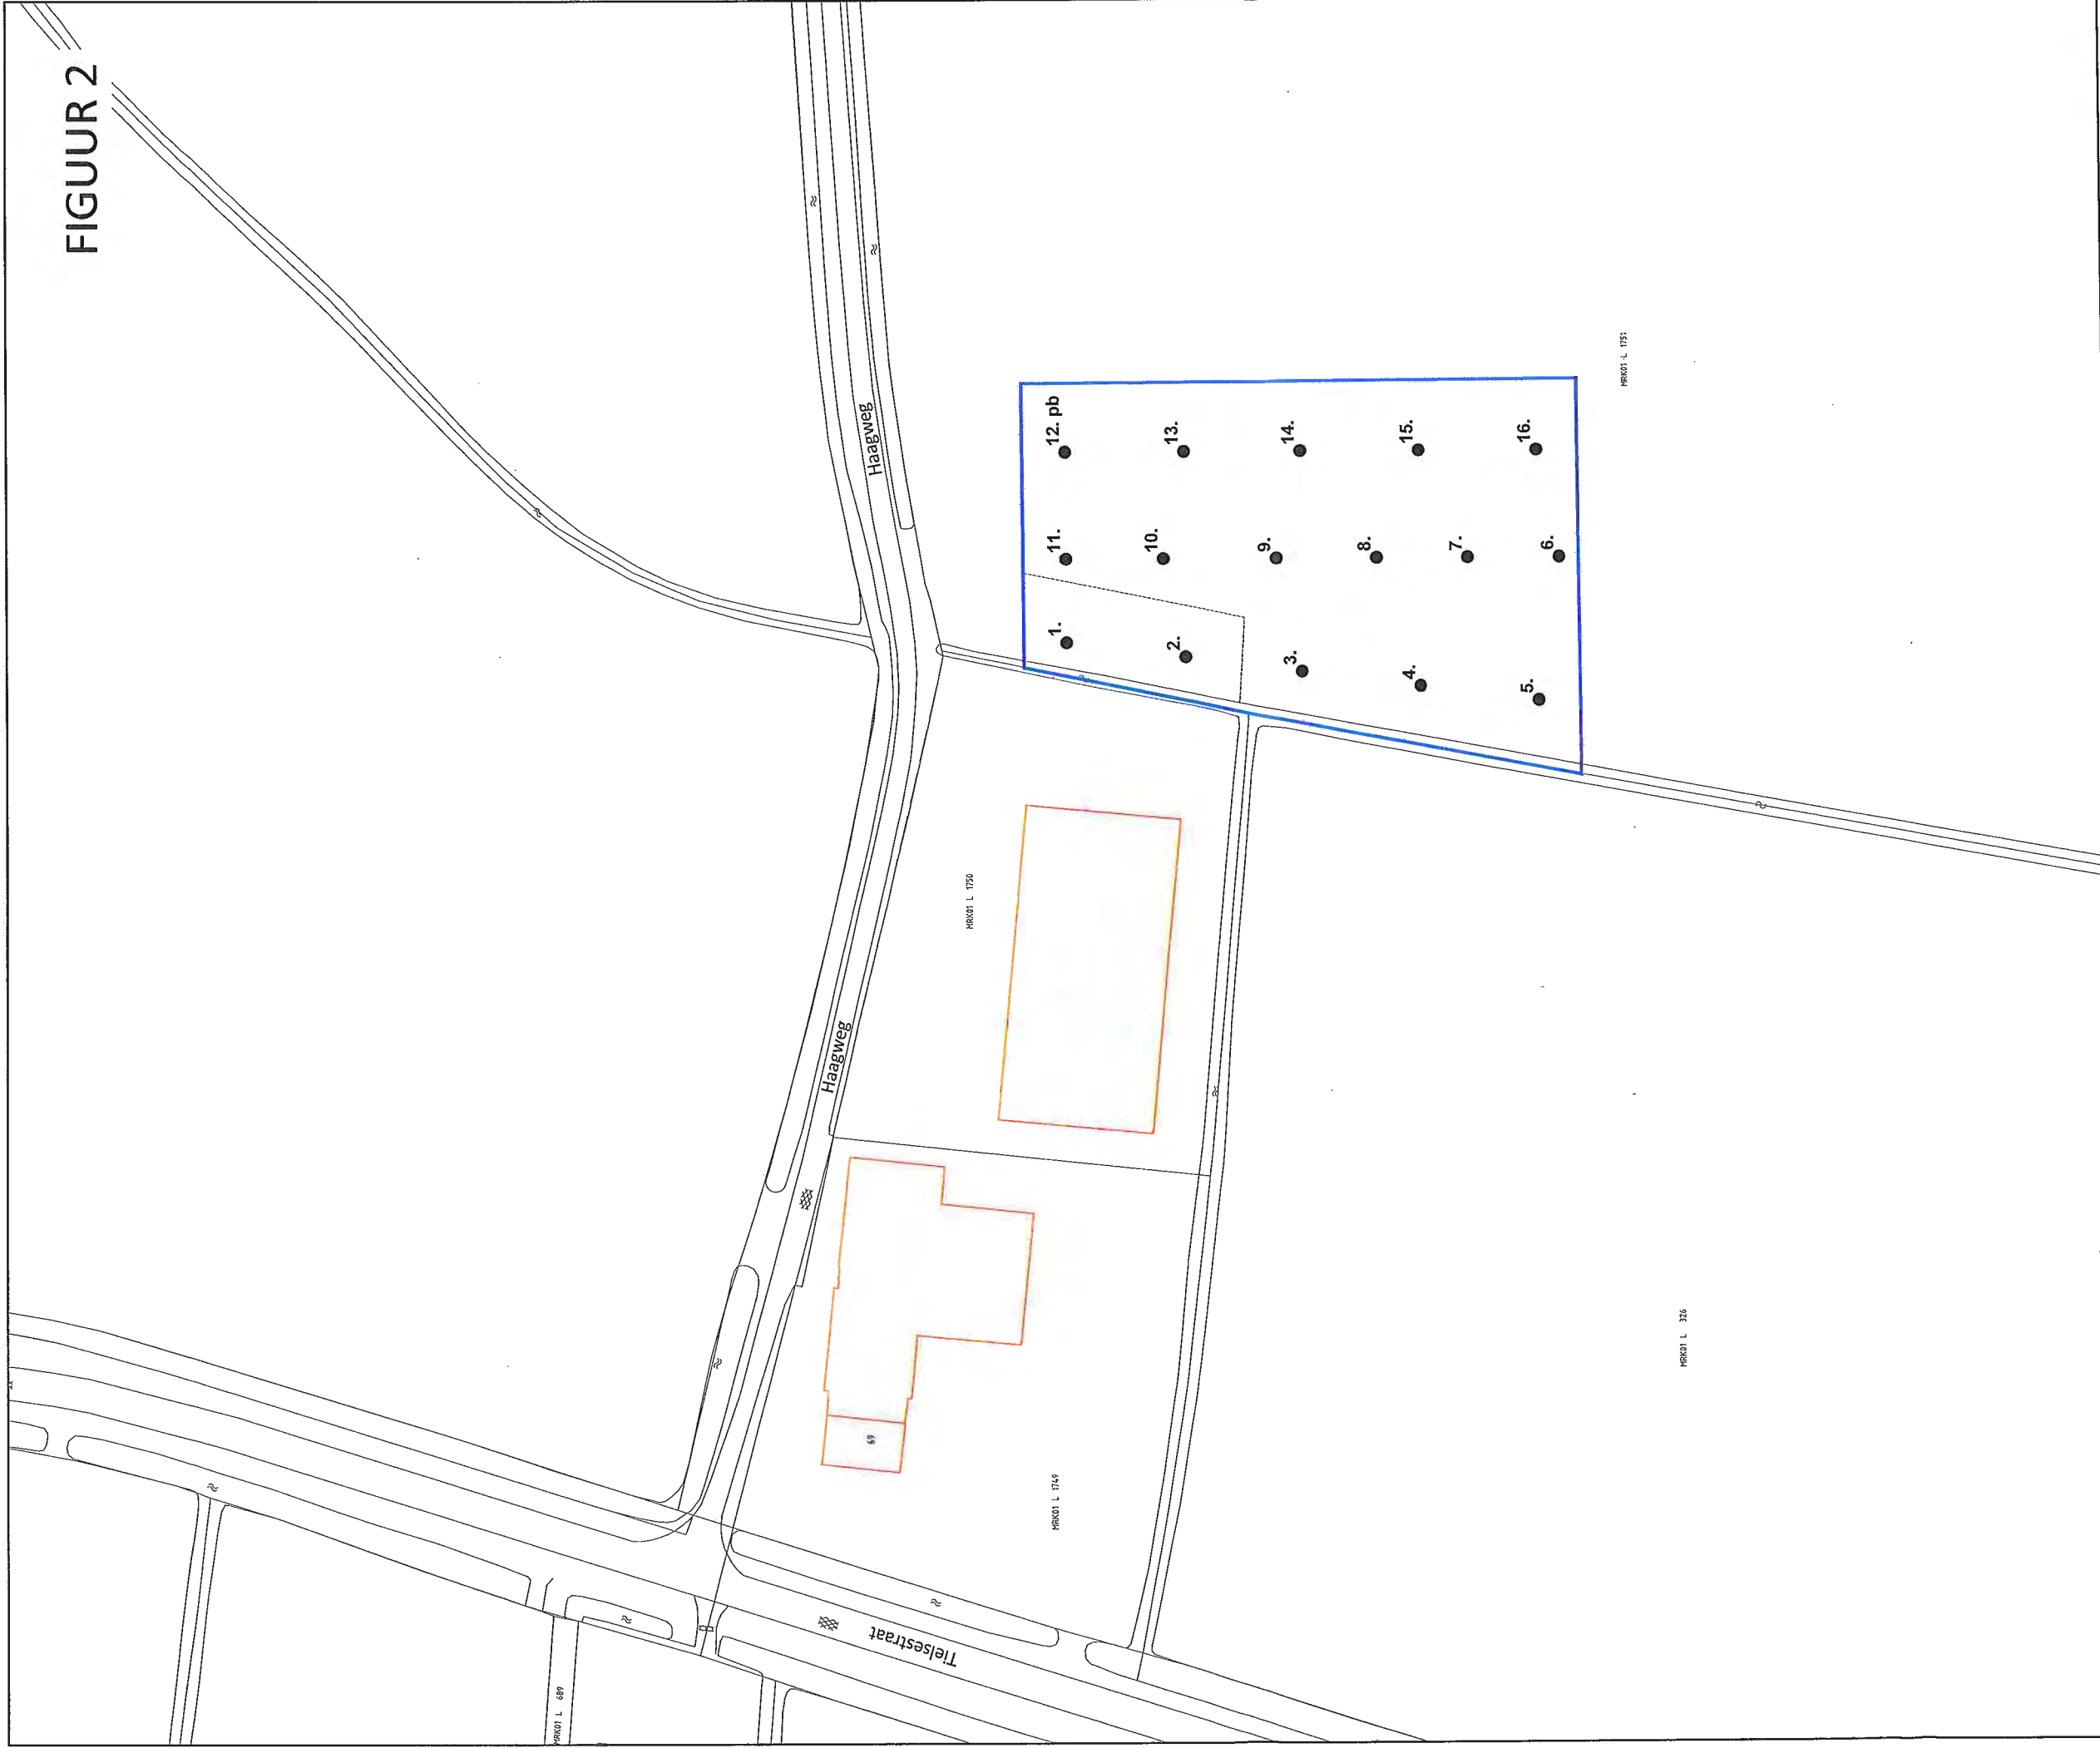 FIGUUR 2
Haagweg
Haagweg
Tielsestraat
MRK01 L 689
MRK01 L 1749
69
MRK01 L 1750
MRK01 L 326
MRK01 L 1751
1.
2.
3.
4.
5.
6.
7.
8.
9.
10.
11.
12. pb
13.
14.
15.
16.